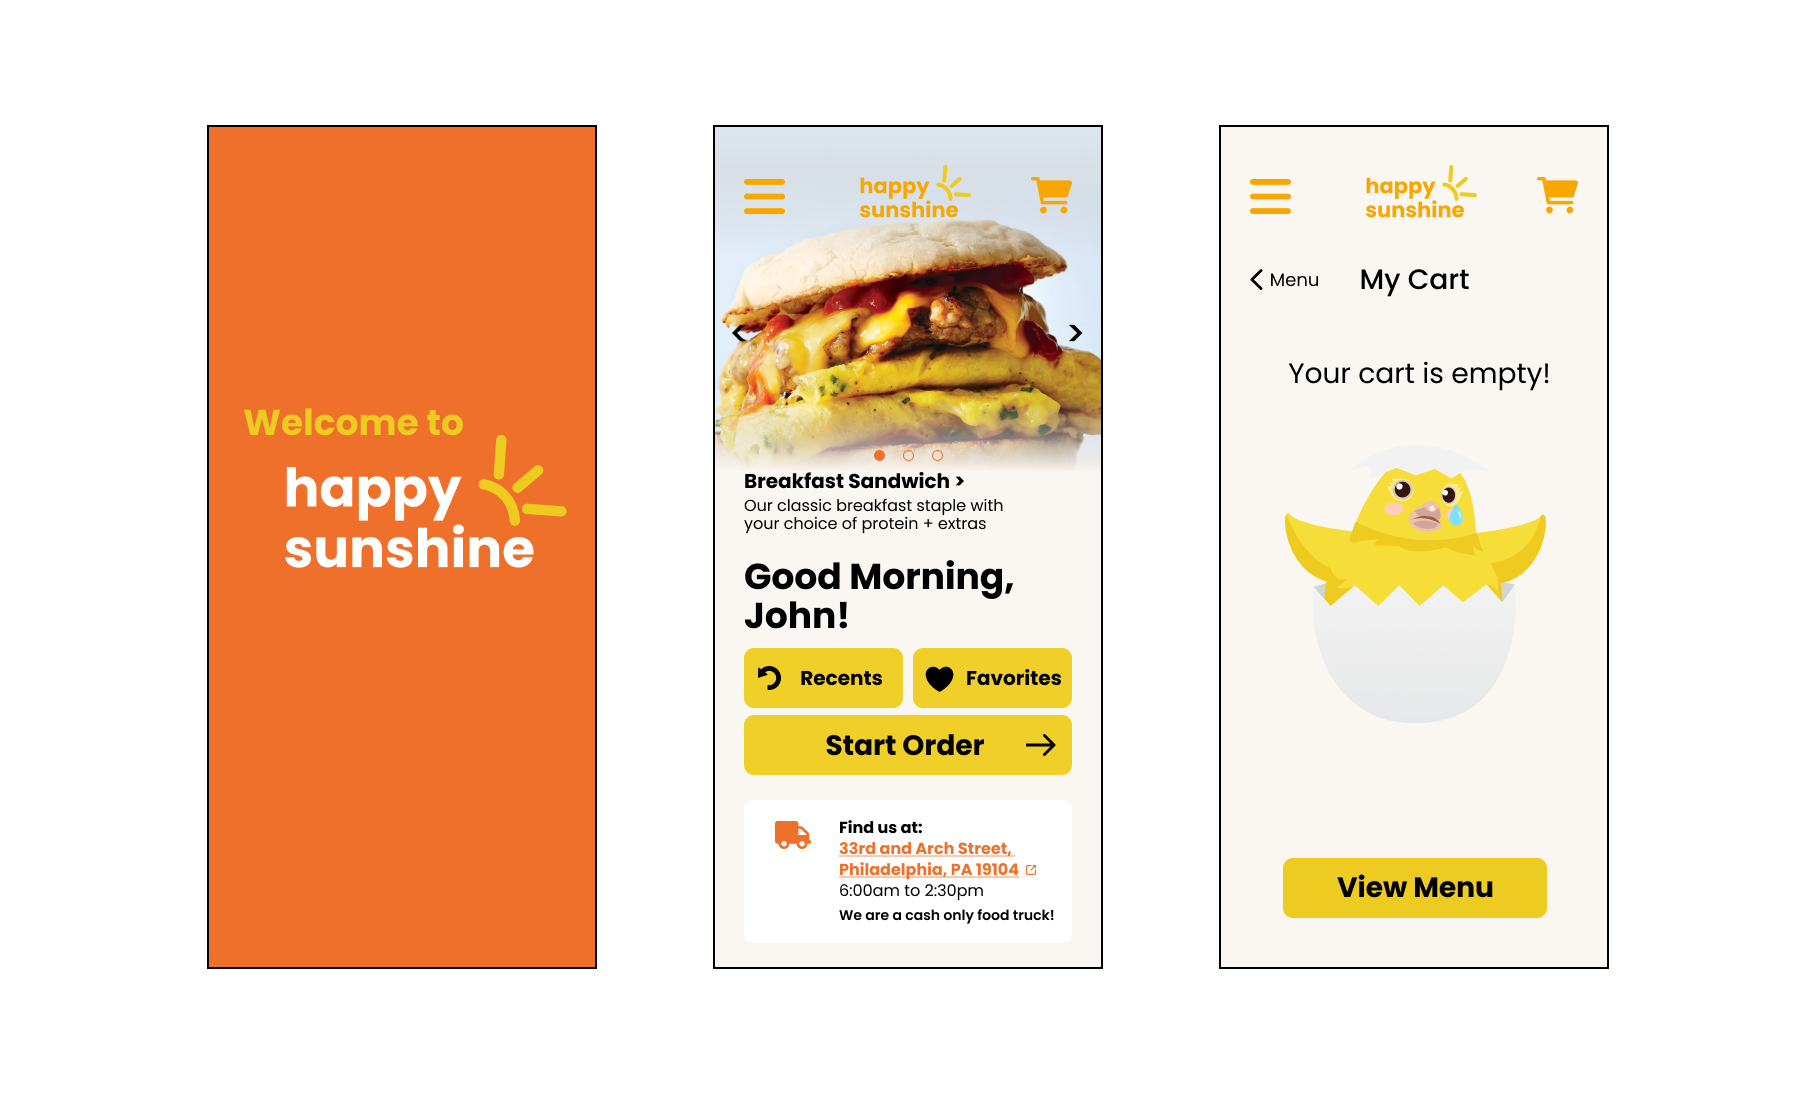 Welcome to
happy
sunshine
happy
sunshine
Breakfast Sandwich >
Our classic breakfast staple with
your choice of protein + extras
Good Morning,
John!
Recents
Favorites
Start Order
Find us at:
33rd and Arch Street,
Philadelphia, PA 19104
6:00am to 2:30pm
We are a cash only food truck!
happy
sunshine
Menu
My Cart
Your cart is empty!
View Menu